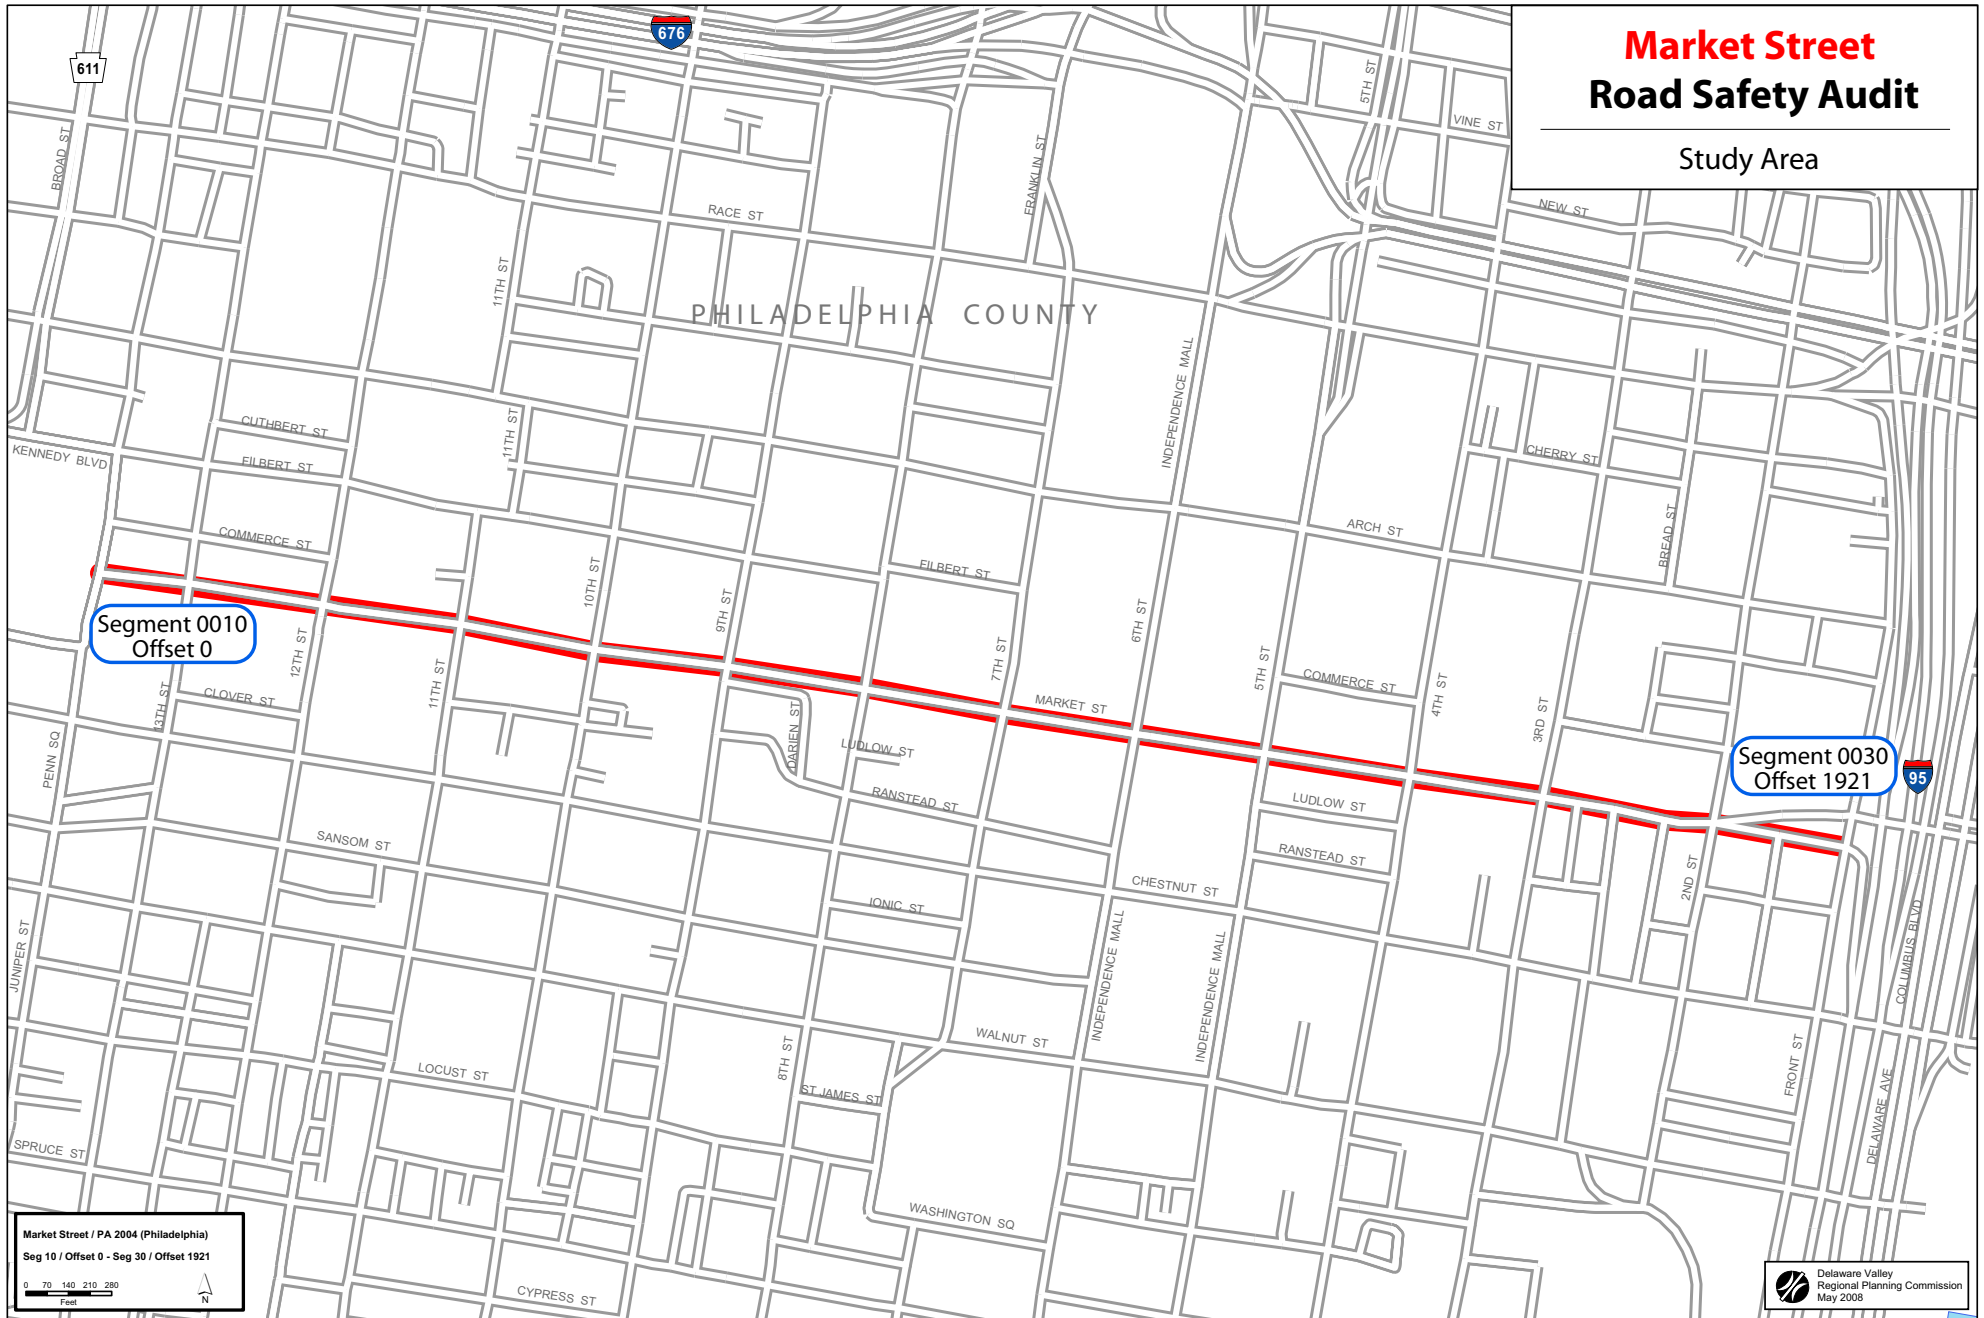 Market Street
Road Safety Audit
Study Area
676
611
BROAD ST
5TH ST
VINE ST
FRANKLIN ST
RACE ST
NEW ST
11TH ST
PHILADELPHIA COUNTY
INDEPENDENCE MALL
CUTHBERT ST
11TH ST
KENNEDY BLVD
FILBERT ST
CHERRY ST
COMMERCE ST
ARCH ST
BREAD ST
10TH ST
FILBERT ST
9TH ST
6TH ST
Segment 0010
Offset 0
12TH ST
11TH ST
7TH ST
5TH ST
COMMERCE ST
4TH ST
CLOVER ST
13TH ST
MARKET ST
3RD ST
PENN SQ
DARIEN ST
LUDLOW ST
Segment 0030
Offset 1921
95
RANSTEAD ST
LUDLOW ST
SANSOM ST
RANSTEAD ST
2ND ST
CHESTNUT ST
IONIC ST
JUNIPER ST
INDEPENDENCE MALL
INDEPENDENCE MALL
COLUMBUS BLVD
WALNUT ST
8TH ST
LOCUST ST
ST JAMES ST
FRONT ST
DELAWARE AVE
SPRUCE ST
WASHINGTON SQ
CYPRESS ST
Market Street / PA 2004 (Philadelphia)
Seg 10 / Offset 0 - Seg 30 / Offset 1921
0 70 140 210 280
Feet
N
Delaware Valley
Regional Planning Commission
May 2008